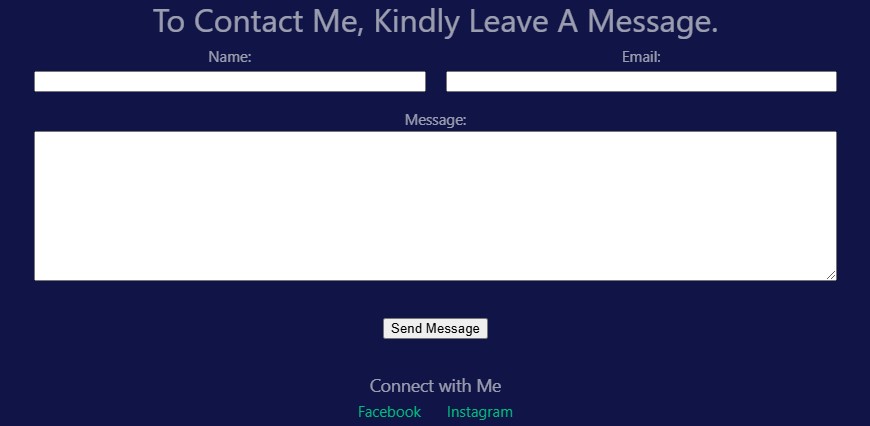 To Contact Me, Kindly Leave A Message.
Name: Email:
Message:
Send Message
Connect with Me
Facebook Instagram